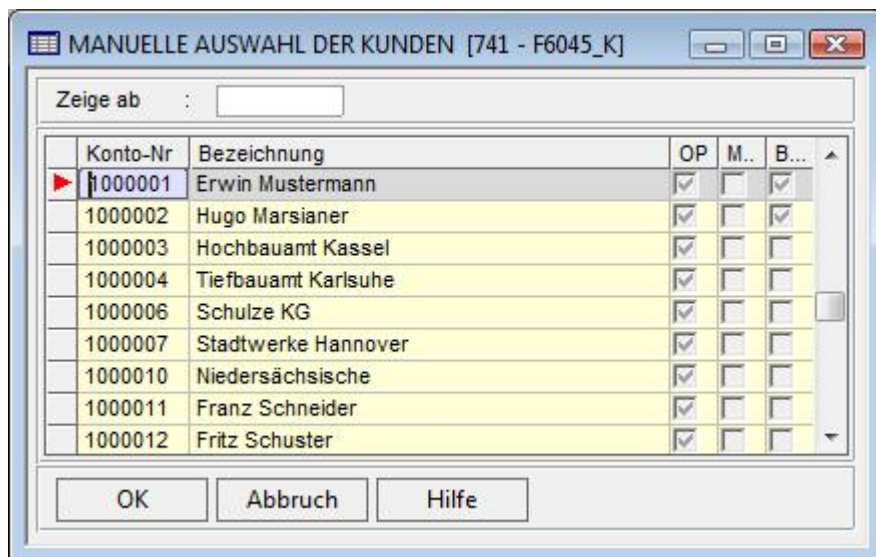 MANUELLE AUSWAHL DER KUNDEN [741 - F6045_K]
Zeige ab :
Konto-Nr Bezeichnung OP M.. B...
1000001 Erwin Mustermann
1000002 Hugo Marsianer
1000003 Hochbauamt Kassel
1000004 Tiefbauamt Karlsuhe
1000006 Schulze KG
1000007 Stadtwerke Hannover
1000010 Niedersächsische
1000011 Franz Schneider
1000012 Fritz Schuster
OK Abbruch Hilfe